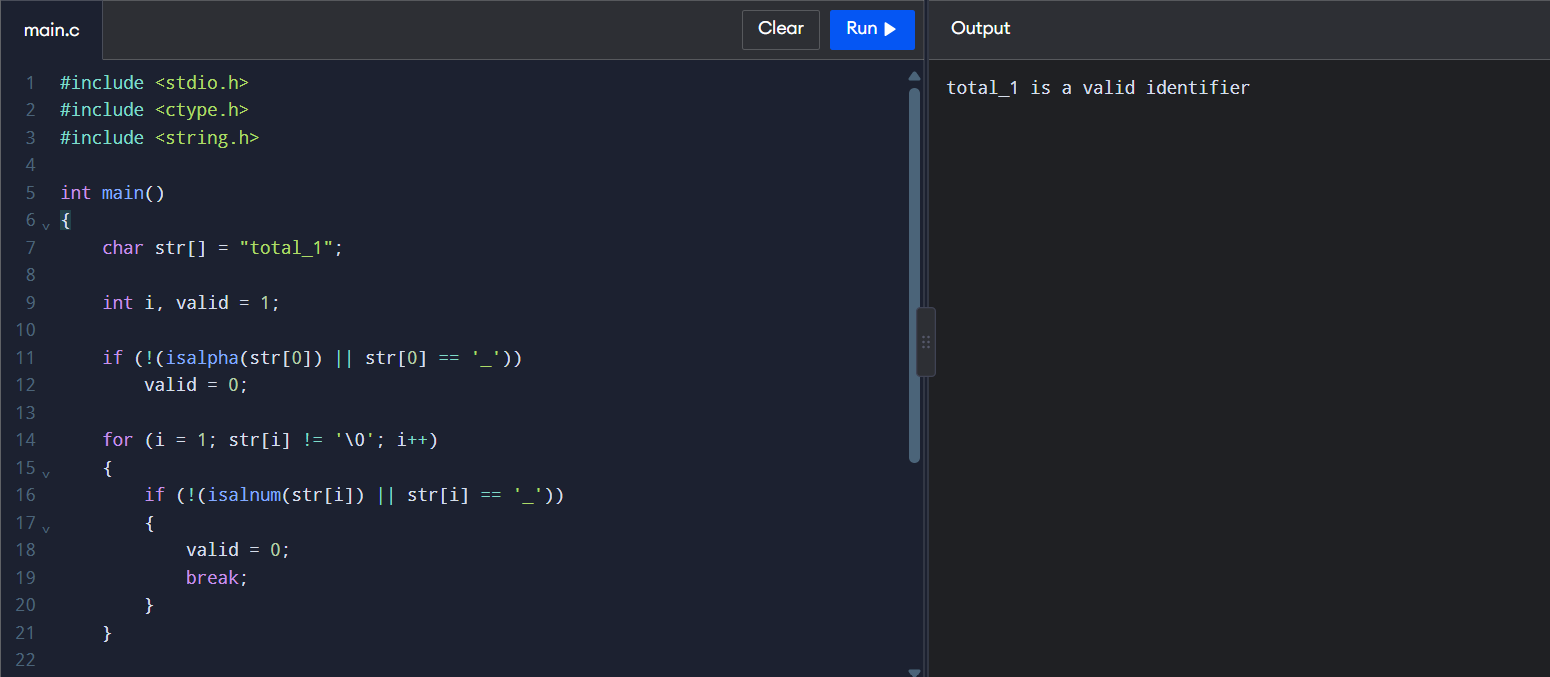 main.c
Clear
Run
Output
1 #include <stdio.h>
2 #include <ctype.h>
3 #include <string.h>
4
5 int main()
6 {
7     char str[] = "total_1";
8
9     int i, valid = 1;
10
11     if (!(isalpha(str[0]) || str[0] == '_'))
12         valid = 0;
13
14     for (i = 1; str[i] != '\0'; i++)
15     {
16         if (!(isalnum(str[i]) || str[i] == '_'))
17         {
18             valid = 0;
19             break;
20         }
21     }
22
total_1 is a valid identifier